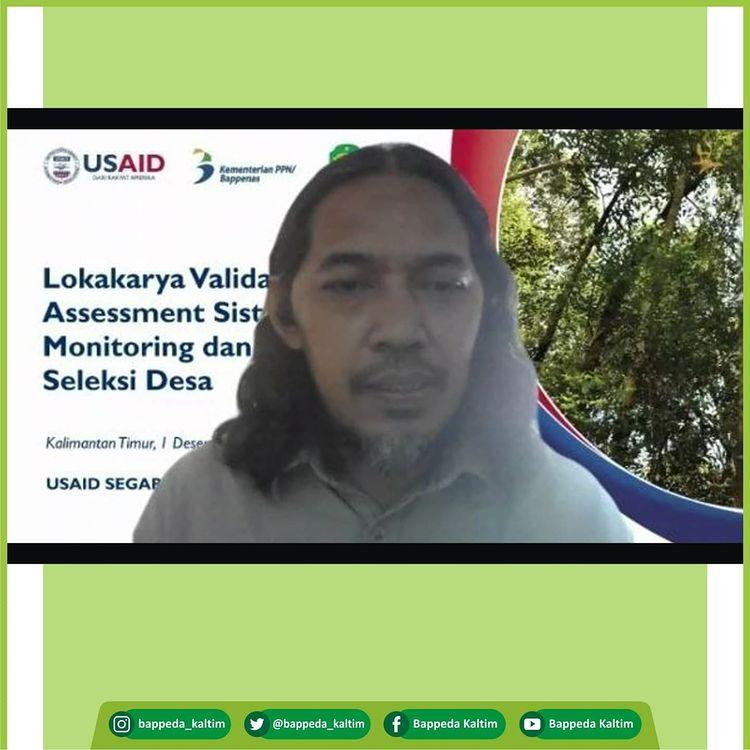 USAID
DARI RAKYAT AMERIKA
Kementerian PPN/
Bappenas
Lokakarya Valida
Assessment Sist
Monitoring dan
Seleksi Desa
Kalimantan Timur, 1 Dese
USAID SEGAR
bappeda_kaltim
@bappeda_kaltim
Bappeda Kaltim
Bappeda Kaltim